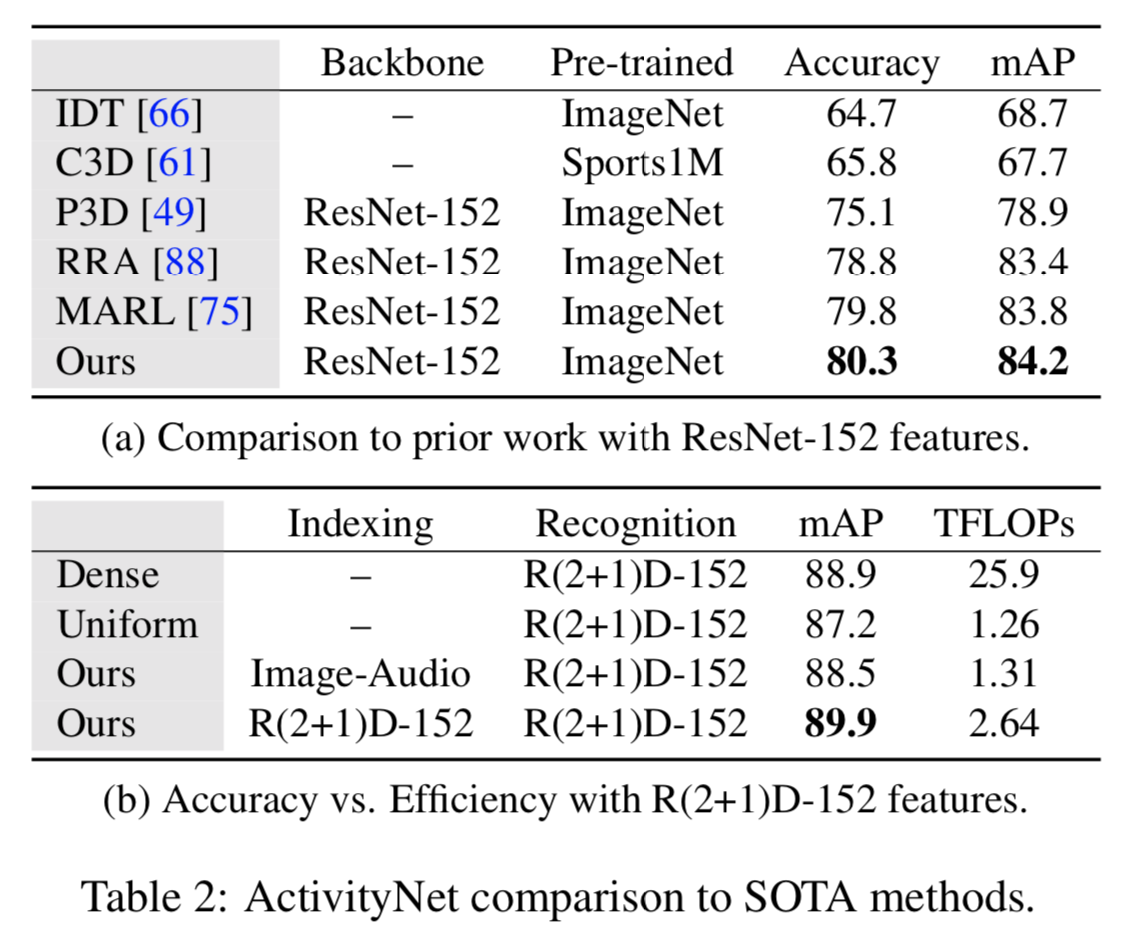 Backbone Pre-trained Accuracy mAP
IDT [66] – ImageNet 64.7 68.7
C3D [61] – Sports1M 65.8 67.7
P3D [49] ResNet-152 ImageNet 75.1 78.9
RRA [88] ResNet-152 ImageNet 78.8 83.4
MARL [75] ResNet-152 ImageNet 79.8 83.8
Ours ResNet-152 ImageNet 80.3 84.2
(a) Comparison to prior work with ResNet-152 features.
Indexing Recognition mAP TFLOPs
Dense – R(2+1)D-152 88.9 25.9
Uniform – R(2+1)D-152 87.2 1.26
Ours Image-Audio R(2+1)D-152 88.5 1.31
Ours R(2+1)D-152 R(2+1)D-152 89.9 2.64
(b) Accuracy vs. Efficiency with R(2+1)D-152 features.
Table 2: ActivityNet comparison to SOTA methods.